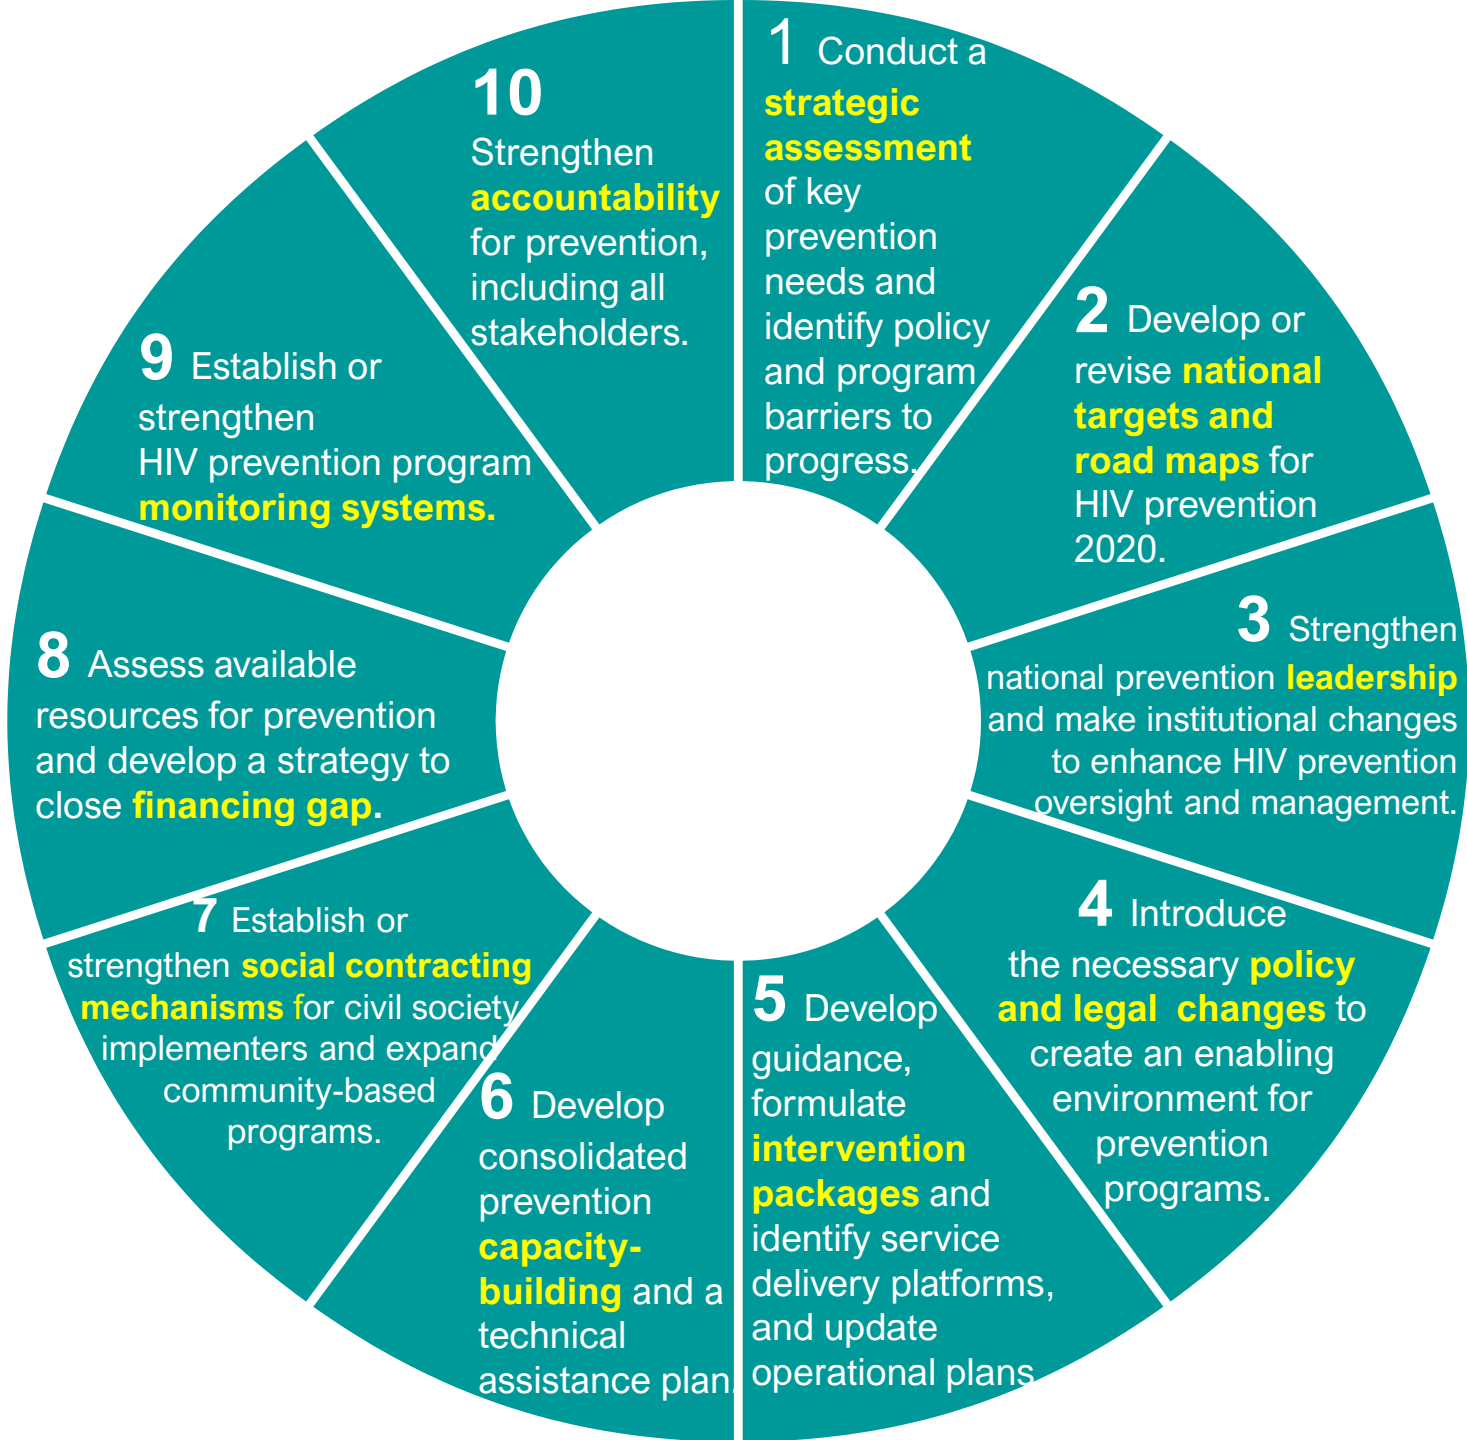 1 Conduct a
strategic
assessment
of key
prevention
needs and
identify policy
and program
barriers to
progress.
2 Develop or
revise national
targets and
road maps for
HIV prevention
2020.
3 Strengthen
national prevention leadership
and make institutional changes
to enhance HIV prevention
oversight and management.
4 Introduce
the necessary policy
and legal changes to
create an enabling
environment for
prevention
programs.
5 Develop
guidance,
formulate
intervention
packages and
identify service
delivery platforms,
and update
operational plans
6 Develop
consolidated
prevention
capacity-
building and a
technical
assistance plan.
7 Establish or
strengthen social contracting
mechanisms for civil society
implementers and expand
community-based
programs.
8 Assess available
resources for prevention
and develop a strategy to
close financing gap.
9 Establish or
strengthen
HIV prevention program
monitoring systems.
10
Strengthen
accountability
for prevention,
including all
stakeholders.